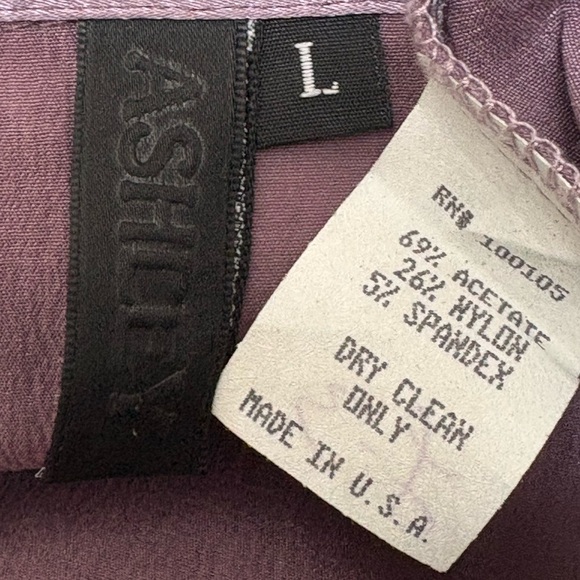 ASHLEY
L
RN# 100105
69% ACETATE
26% NYLON
5% SPANDEX
DRY CLEAN
ONLY
MADE IN U.S.A.